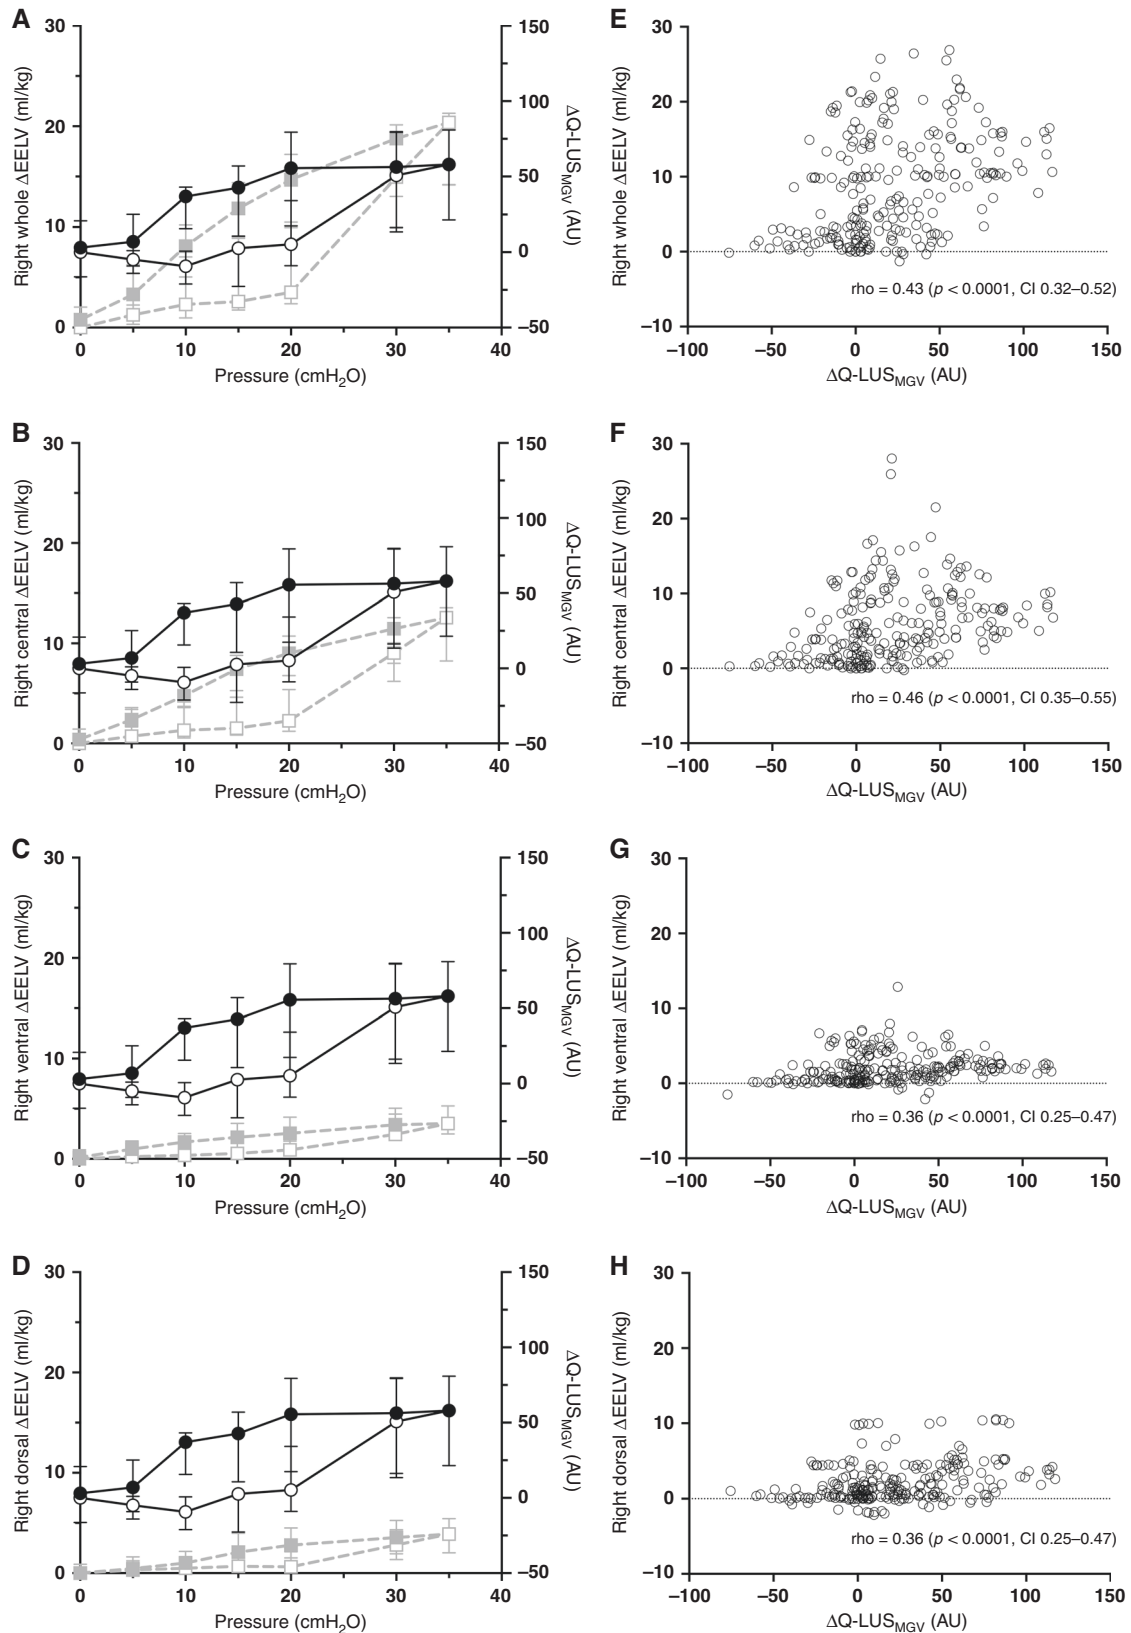 A
30
20
10
0
Right whole ΔEELV (ml/kg)
150
100
50
0
–50
ΔQ-LUS_MGV (AU)
0 10 20 30 40
Pressure (cmH₂O)
E
30
20
10
0
–10
Right whole ΔEELV (ml/kg)
rho = 0.43 (p < 0.0001, CI 0.32–0.52)
–100 –50 0 50 100 150
ΔQ-LUS_MGV (AU)
B
30
20
10
0
Right central ΔEELV (ml/kg)
150
100
50
0
–50
ΔQ-LUS_MGV (AU)
0 10 20 30 40
Pressure (cmH₂O)
F
30
20
10
0
–10
Right central ΔEELV (ml/kg)
rho = 0.46 (p < 0.0001, CI 0.35–0.55)
–100 –50 0 50 100 150
ΔQ-LUS_MGV (AU)
C
30
20
10
0
Right ventral ΔEELV (ml/kg)
150
100
50
0
–50
ΔQ-LUS_MGV (AU)
0 10 20 30 40
Pressure (cmH₂O)
G
30
20
10
0
–10
Right ventral ΔEELV (ml/kg)
rho = 0.36 (p < 0.0001, CI 0.25–0.47)
–100 –50 0 50 100 150
ΔQ-LUS_MGV (AU)
D
30
20
10
0
Right dorsal ΔEELV (ml/kg)
150
100
50
0
–50
ΔQ-LUS_MGV (AU)
0 10 20 30 40
Pressure (cmH₂O)
H
30
20
10
0
–10
Right dorsal ΔEELV (ml/kg)
rho = 0.36 (p < 0.0001, CI 0.25–0.47)
–100 –50 0 50 100 150
ΔQ-LUS_MGV (AU)